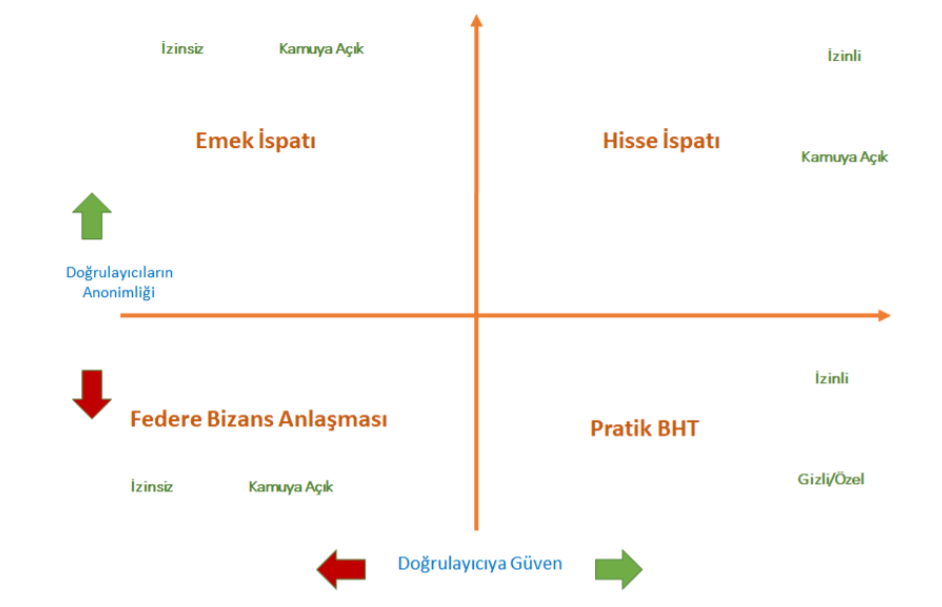 İzinsiz
Kamuya Açık
İzinli
Emek İspatı
Hisse İspatı
Kamuya Açık
Doğrulayıcıların
Anonimliği
İzinli
Federe Bizans Anlaşması
Pratik BHT
İzinsiz
Kamuya Açık
Gizli/Özel
Doğrulayıcıya Güven